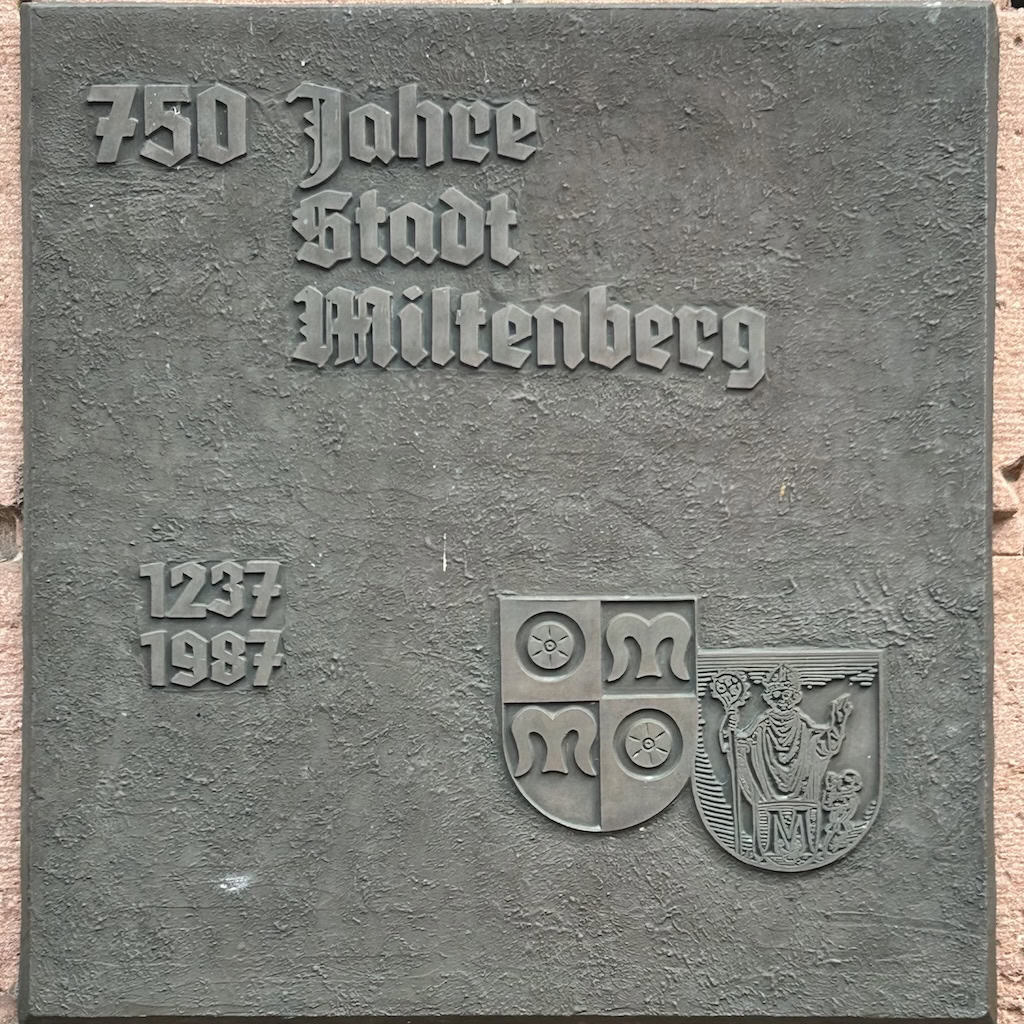 750 Jahre
Stadt
Miltenberg
1237
1987
M
M
M